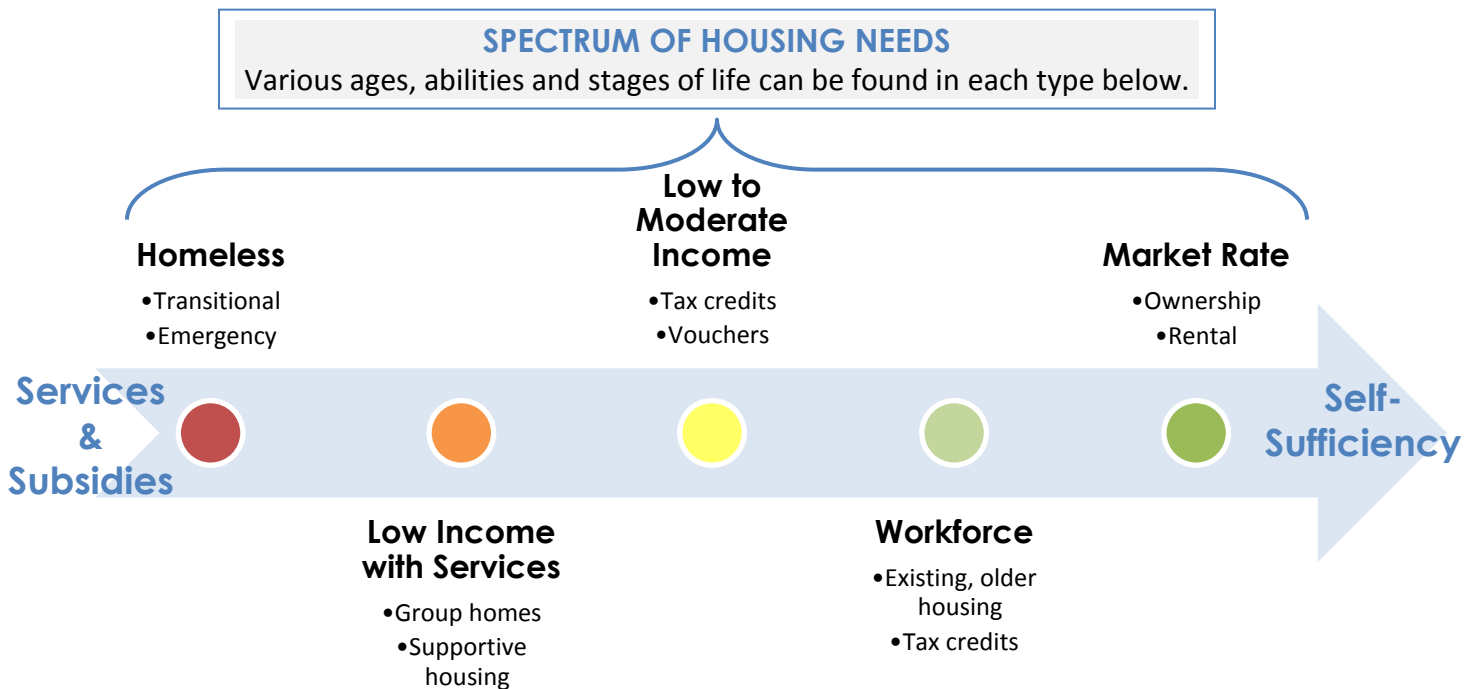 SPECTRUM OF HOUSING NEEDS
Various ages, abilities and stages of life can be found in each type below.
Homeless
•Transitional
•Emergency
Low to
Moderate
Income
•Tax credits
•Vouchers
Market Rate
•Ownership
•Rental
Services
&
Subsidies
Self-
Sufficiency
Low Income
with Services
•Group homes
•Supportive
housing
Workforce
•Existing, older
housing
•Tax credits